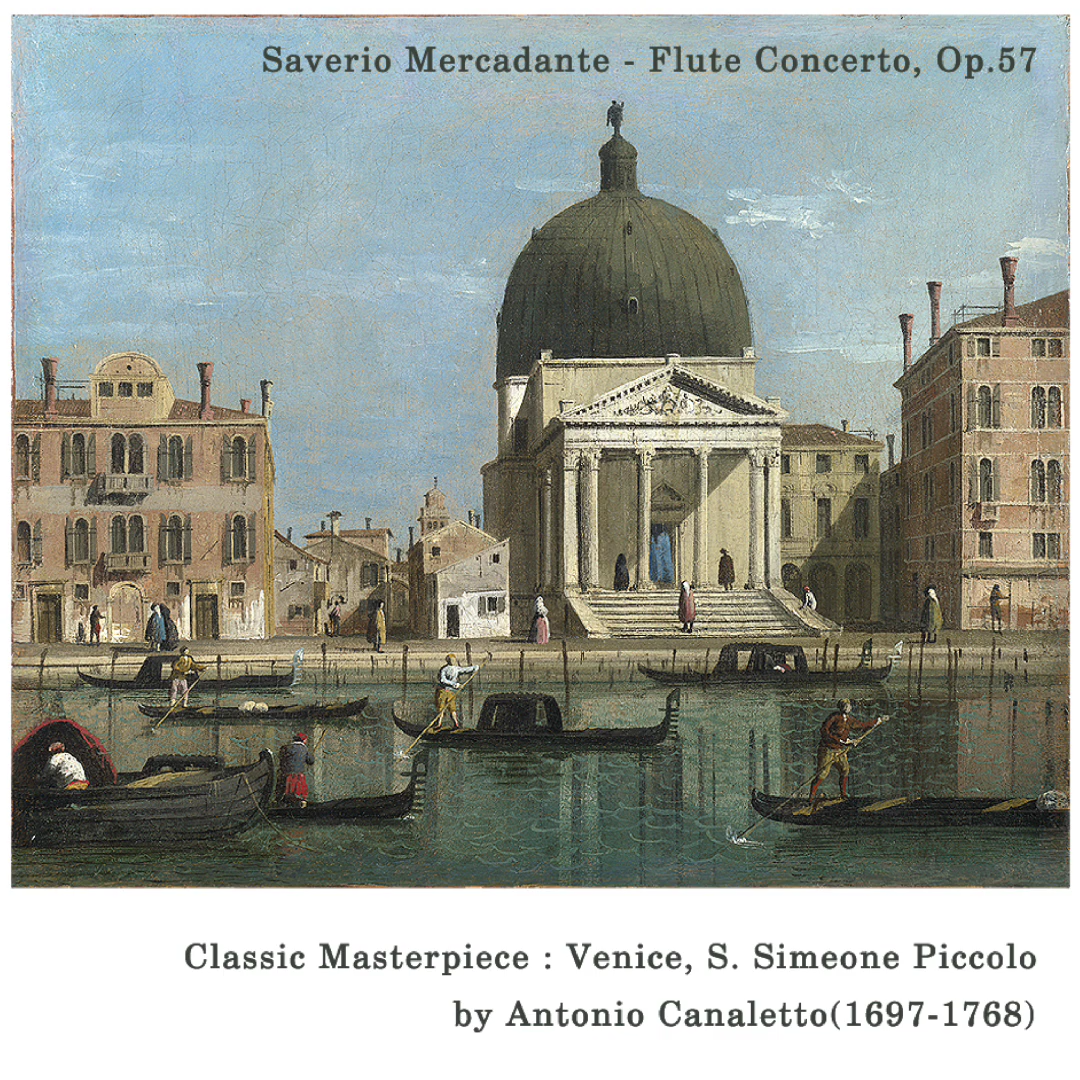 Saverio Mercadante - Flute Concerto, Op.57
Classic Masterpiece : Venice, S. Simeone Piccolo
by Antonio Canaletto(1697-1768)